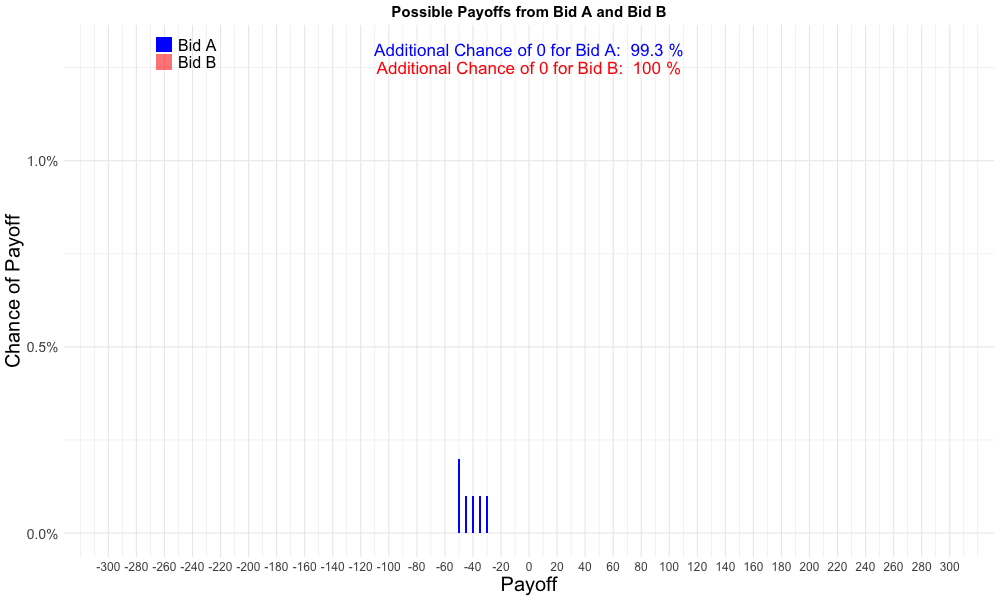 Possible Payoffs from Bid A and Bid B
Bid A
Bid B
Additional Chance of 0 for Bid A:  99.3 %
Additional Chance of 0 for Bid B:  100 %
Chance of Payoff
1.0%
0.5%
0.0%
-300 -280 -260 -240 -220 -200 -180 -160 -140 -120 -100 -80 -60 -40 -20 0 20 40 60 80 100 120 140 160 180 200 220 240 260 280 300
Payoff